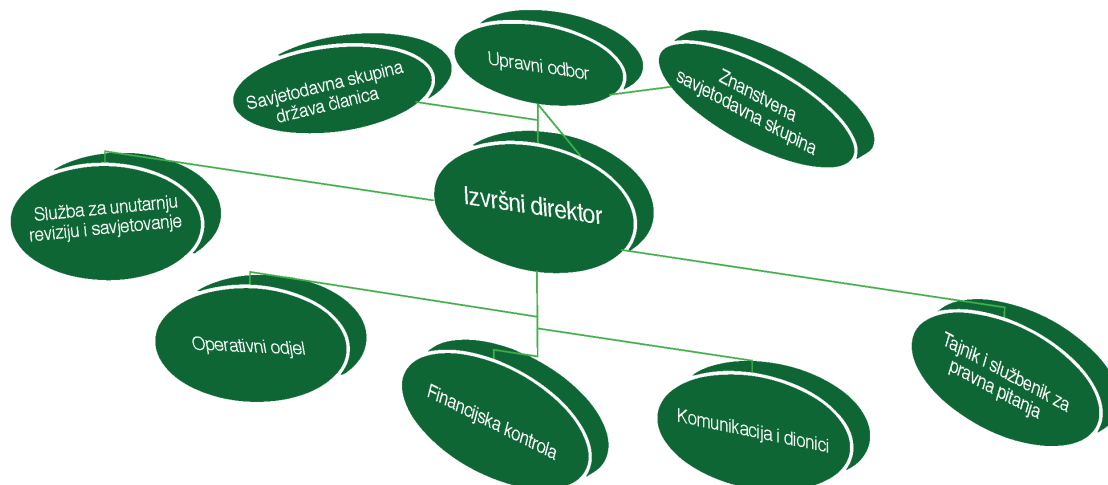 Savjetodavna skupina
država članica
Upravni odbor
Znanstvena
savjetodavna skupina
Izvršni direktor
Služba za unutarnju
reviziju i savjetovanje
Operativni odjel
Financijska kontrola
Komunikacija i dionici
Tajnik i službenik za
pravna pitanja